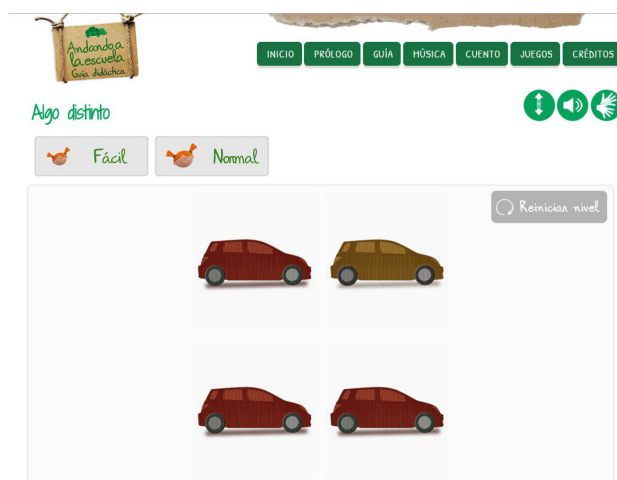 Andando a
la escuela
Guía didáctica
INICIO PRÓLOGO GUÍA MÚSICA CUENTO JUEGOS CRÉDITOS
Algo distinto
Fácil Normal
Reiniciar nivel